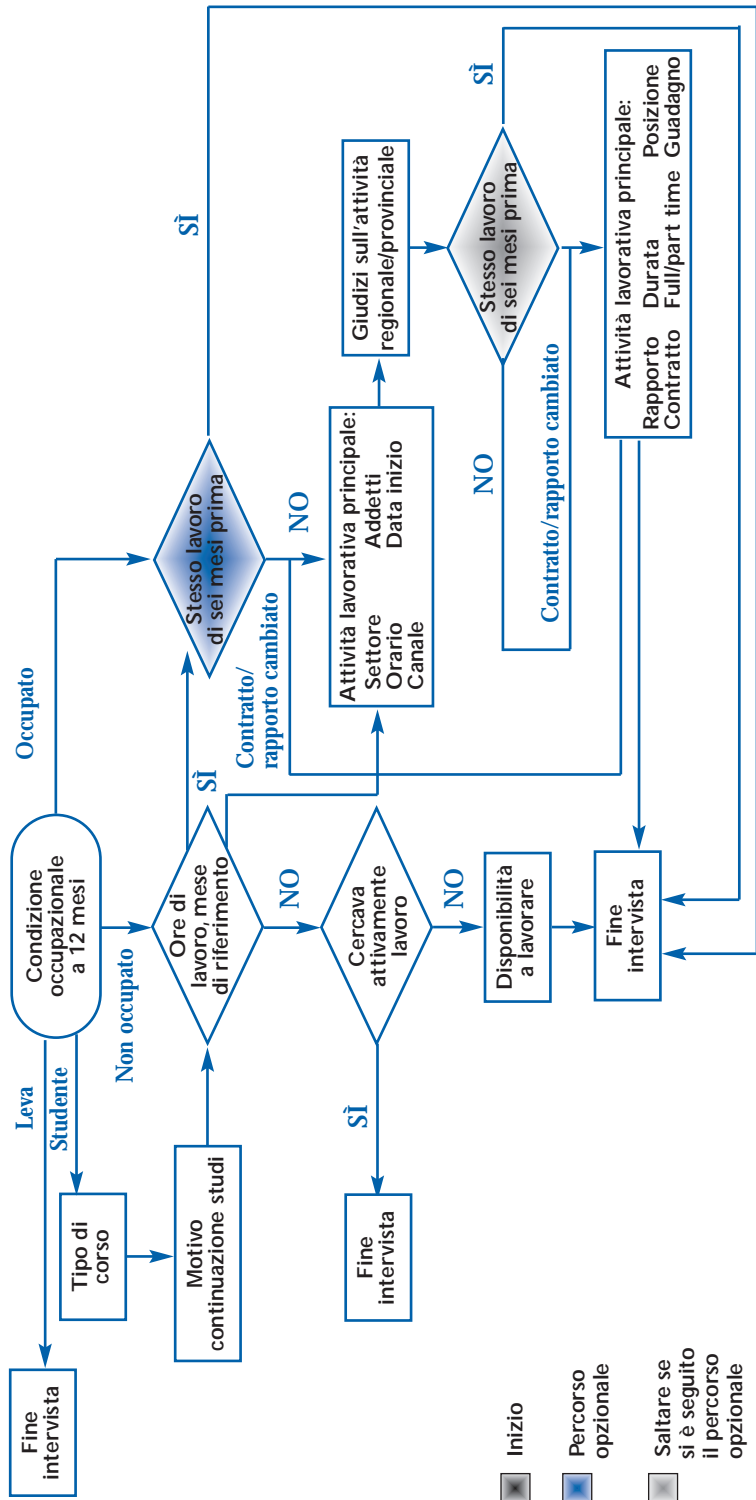 Condizione
occupazionale
a 12 mesi
Leva
Studente
Non occupato
Occupato
Fine
intervista
Tipo di
corso
Motivo
continuazione studi
Ore di
lavoro, mese
di riferimento
SÌ
NO
Stesso lavoro
di sei mesi prima
SÌ
NO
Contratto/
rapporto cambiato
Cercava
attivamente
lavoro
SÌ
NO
Fine
intervista
Disponibilità
a lavorare
Fine
intervista
Attività lavorativa principale:
Settore Addetti
Orario Data inizio
Canale
Giudizi sull'attività
regionale/provinciale
Stesso lavoro
di sei mesi prima
SÌ
NO
Contratto/rapporto cambiato
Attività lavorativa principale:
Rapporto Durata Posizione
Contratto Full/part time Guadagno
Inizio
Percorso
opzionale
Saltare se
si è seguito
il percorso
opzionale